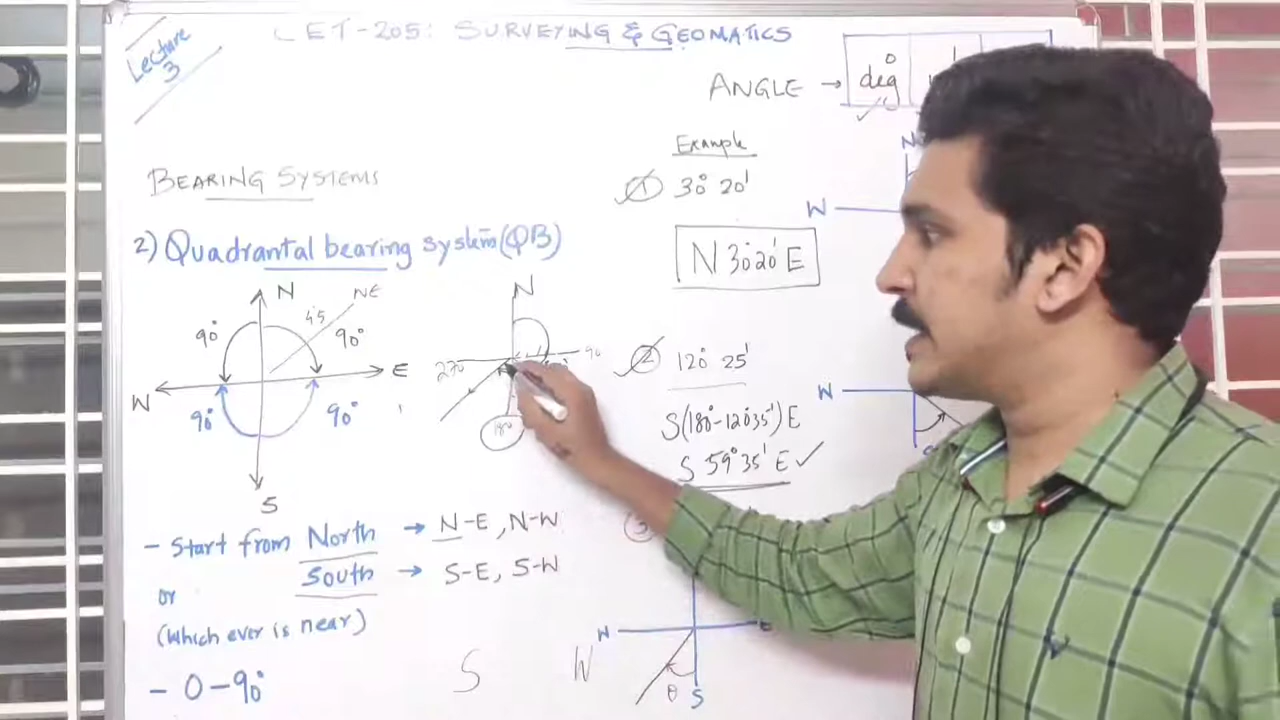 Lecture 3
CET-205: SURVEYING & GEOMATICS
ANGLE → deg
Example
① 30° 20'
N 30°20' E
② 120° 25'
S(180°-120°35') E
S 59°35' E ✓
③
BEARING SYSTEMS
2) Quadrantal bearing system (QB)
N
NE
45
90°
90°
W
E
90°
90°
S
N
270
90
180°
N
W
W
- Start from North → N-E, N-W
or South → S-E, S-W
(which ever is near)
- 0-90°
S W
W
E
θ
S